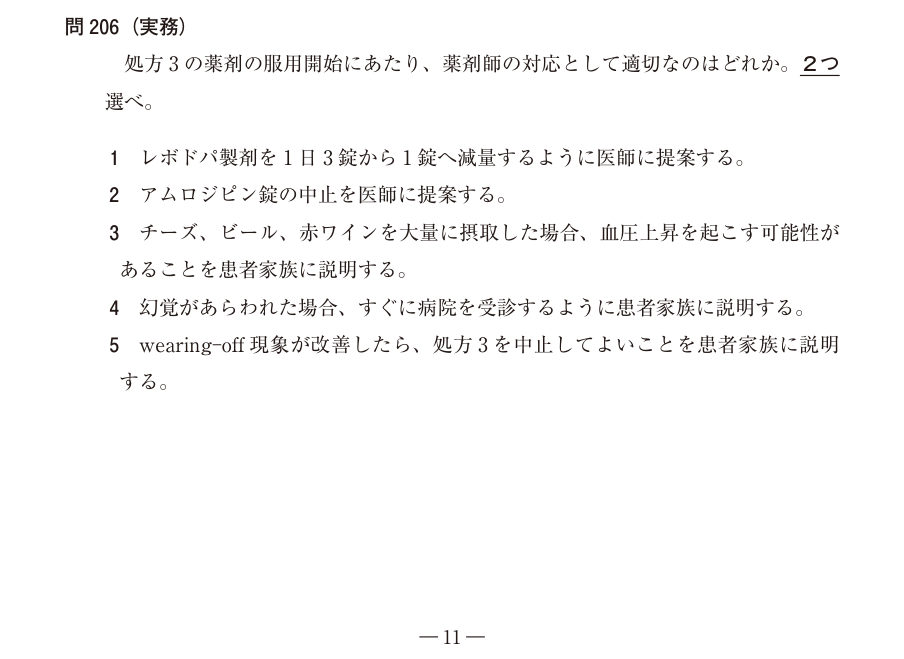 問 206（実務）
処方３の薬剤の服用開始にあたり、薬剤師の対応として適切なのはどれか。２つ
選べ。
1　レボドパ製剤を１日３錠から１錠へ減量するように医師に提案する。
2　アムロジピン錠の中止を医師に提案する。
3　チーズ、ビール、赤ワインを大量に摂取した場合、血圧上昇を起こす可能性が
あることを患者家族に説明する。
4　幻覚があらわれた場合、すぐに病院を受診するように患者家族に説明する。
5　wearing-off 現象が改善したら、処方３を中止してよいことを患者家族に説明
する。
— 11 —